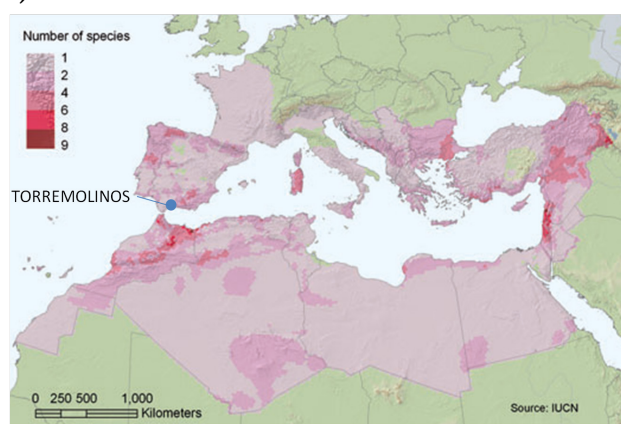 Number of species
1
2
4
6
8
9
TORREMOLINOS
0 250 500 1,000
Kilometers
Source: IUCN